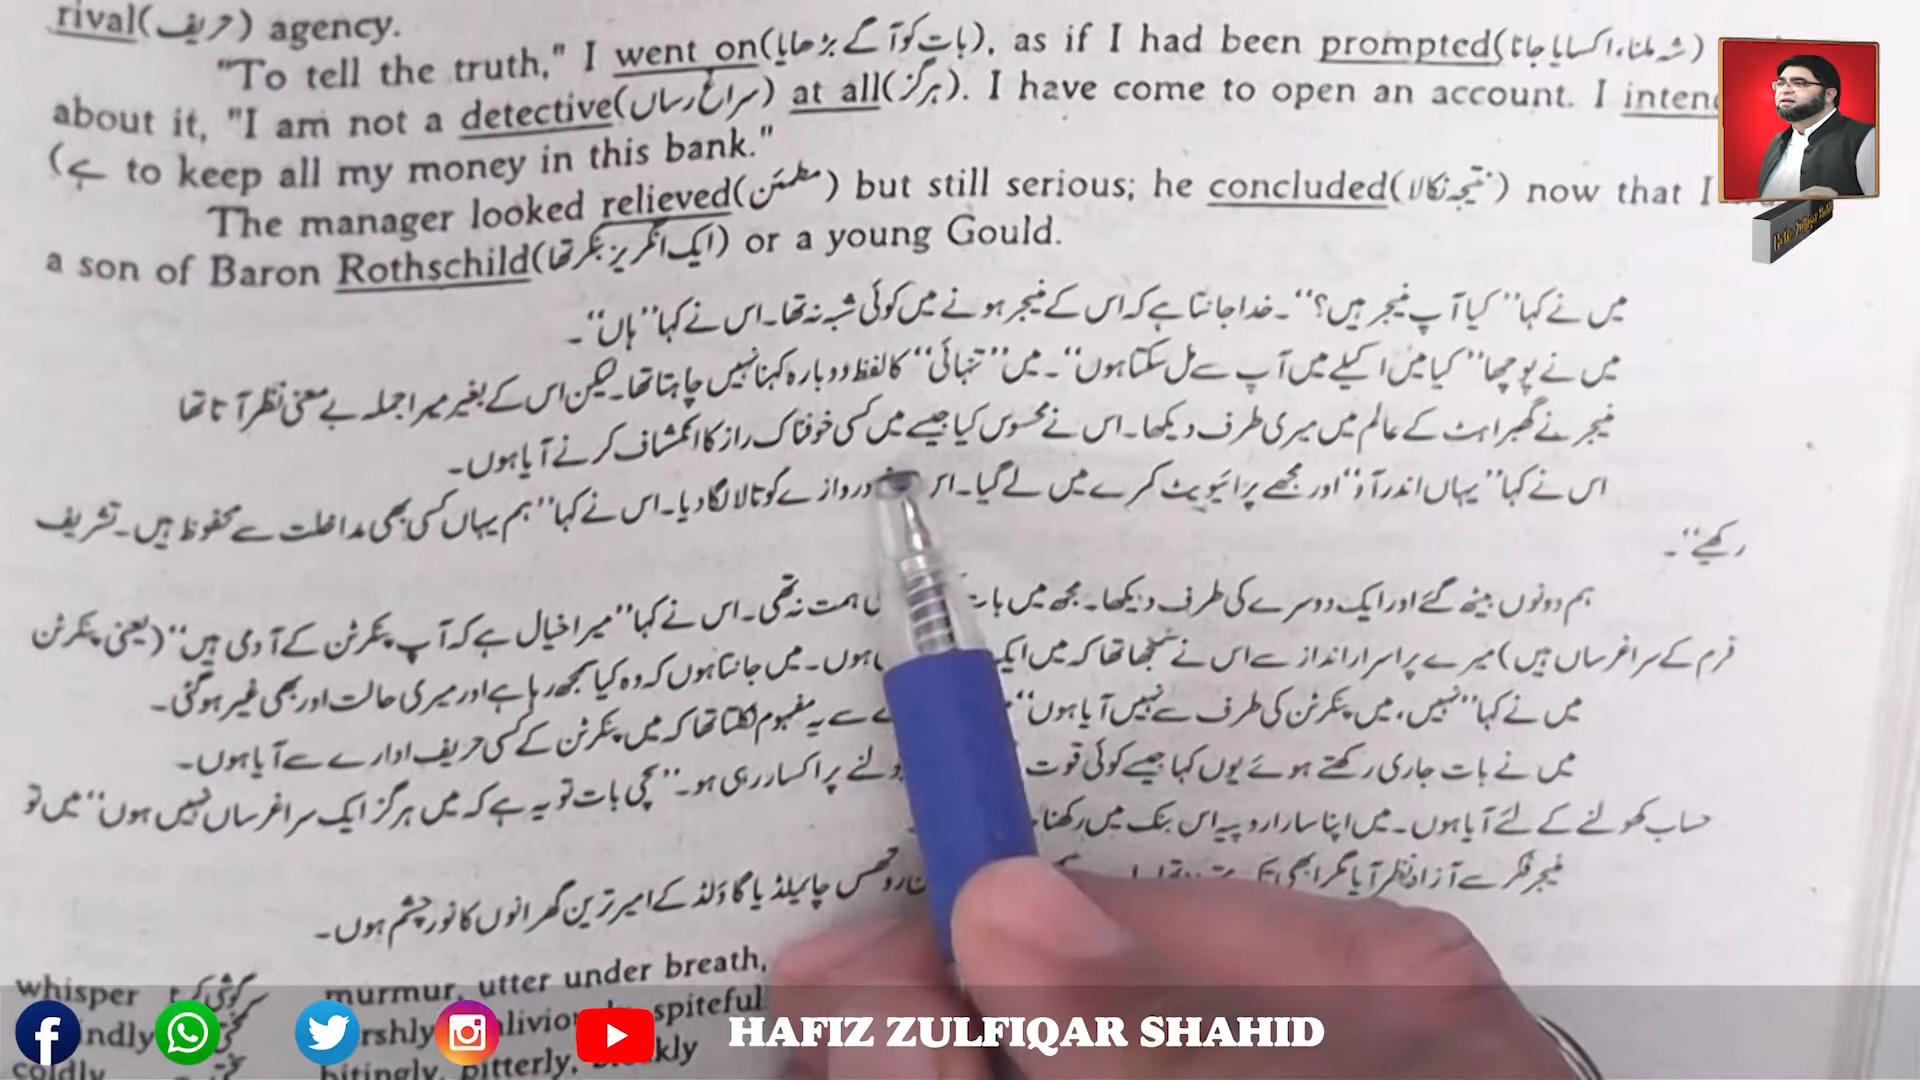 rival(حریف) agency.
"To tell the truth," I went on(بات کو آگے بڑھایا), as if I had been prompted(شہ ملنا، اکسایا جانا)
about it, "I am not a detective(سراغ رساں) at all(ہرگز). I have come to open an account. I intend
(ہے to keep all my money in this bank."
The manager looked relieved(مطمئن) but still serious; he concluded(نتیجہ نکالا) now that I
a son of Baron Rothschild(ایک انگریز بنکر تھا) or a young Gould.
میں نے کہا ’’کیا آپ منیجر ہیں؟‘‘۔ خدا جانتا ہے کہ اس کے منیجر ہونے میں کوئی شبہ نہ تھا۔ اس نے کہا ’’ہاں‘‘۔
میں نے پوچھا ’’کیا میں اکیلے میں آپ سے مل سکتا ہوں‘‘۔ میں ’’تنہائی‘‘ کا لفظ دوبارہ کہنا نہیں چاہتا تھا۔ لیکن اس کے بغیر میرا جملہ بے معنی نظر آتا تھا
منیجر نے گھبراہٹ کے عالم میں میری طرف دیکھا۔ اس نے محسوس کیا جیسے میں کسی خوفناک راز کا انکشاف کرنے آیا ہوں۔
اس نے کہا ’’یہاں اندر آؤ‘‘ اور مجھے پرائیویٹ کمرے میں لے گیا۔ دروازے کو تالا لگا دیا۔ اس نے کہا ’’ہم یہاں کسی بھی مداخلت سے محفوظ ہیں۔ تشریف
رکھیے‘‘۔
ہم دونوں بیٹھ گئے اور ایک دوسرے کی طرف دیکھا۔ مجھ میں ہمت نہ تھی۔ اس نے کہا ’’میرا خیال ہے کہ آپ پنکرٹن کے آدمی ہیں‘‘ (یعنی پنکرٹن
فرم کے سراغرساں ہیں) میرے پراسرار انداز سے اس نے سمجھا تھا کہ میں ایک ہوں۔ میں جانتا ہوں کہ وہ کیا سمجھ رہا ہے اور میری حالت اور بھی غیر ہو گئی۔
میں نے کہا ’’نہیں، میں پنکرٹن کی طرف سے نہیں آیا ہوں‘‘ سے یہ مفہوم نکلتا تھا کہ میں پنکرٹن کے کسی حریف ادارے سے آیا ہوں۔
میں نے بات جاری رکھتے ہوئے یوں کہا جیسے کوئی قوت پر اکسا رہی ہو۔ ’’سچی بات تو یہ ہے کہ میں ہرگز ایک سراغرساں نہیں ہوں‘‘ میں تو
حساب کھولنے کے لئے آیا ہوں۔ میں اپنا سارا روپیہ اس بنک میں رکھنا
منیجر فکر سے آزاد نظر آیا مگر ابھی روتھس چائیلڈ یا گاؤلڈ کے امیر ترین گھرانوں کا نور چشم ہوں۔
whisper سرگوشی murmur, utter under breath,
spiteful
coldly bitingly, bitterly,
HAFIZ ZULFIQAR SHAHID